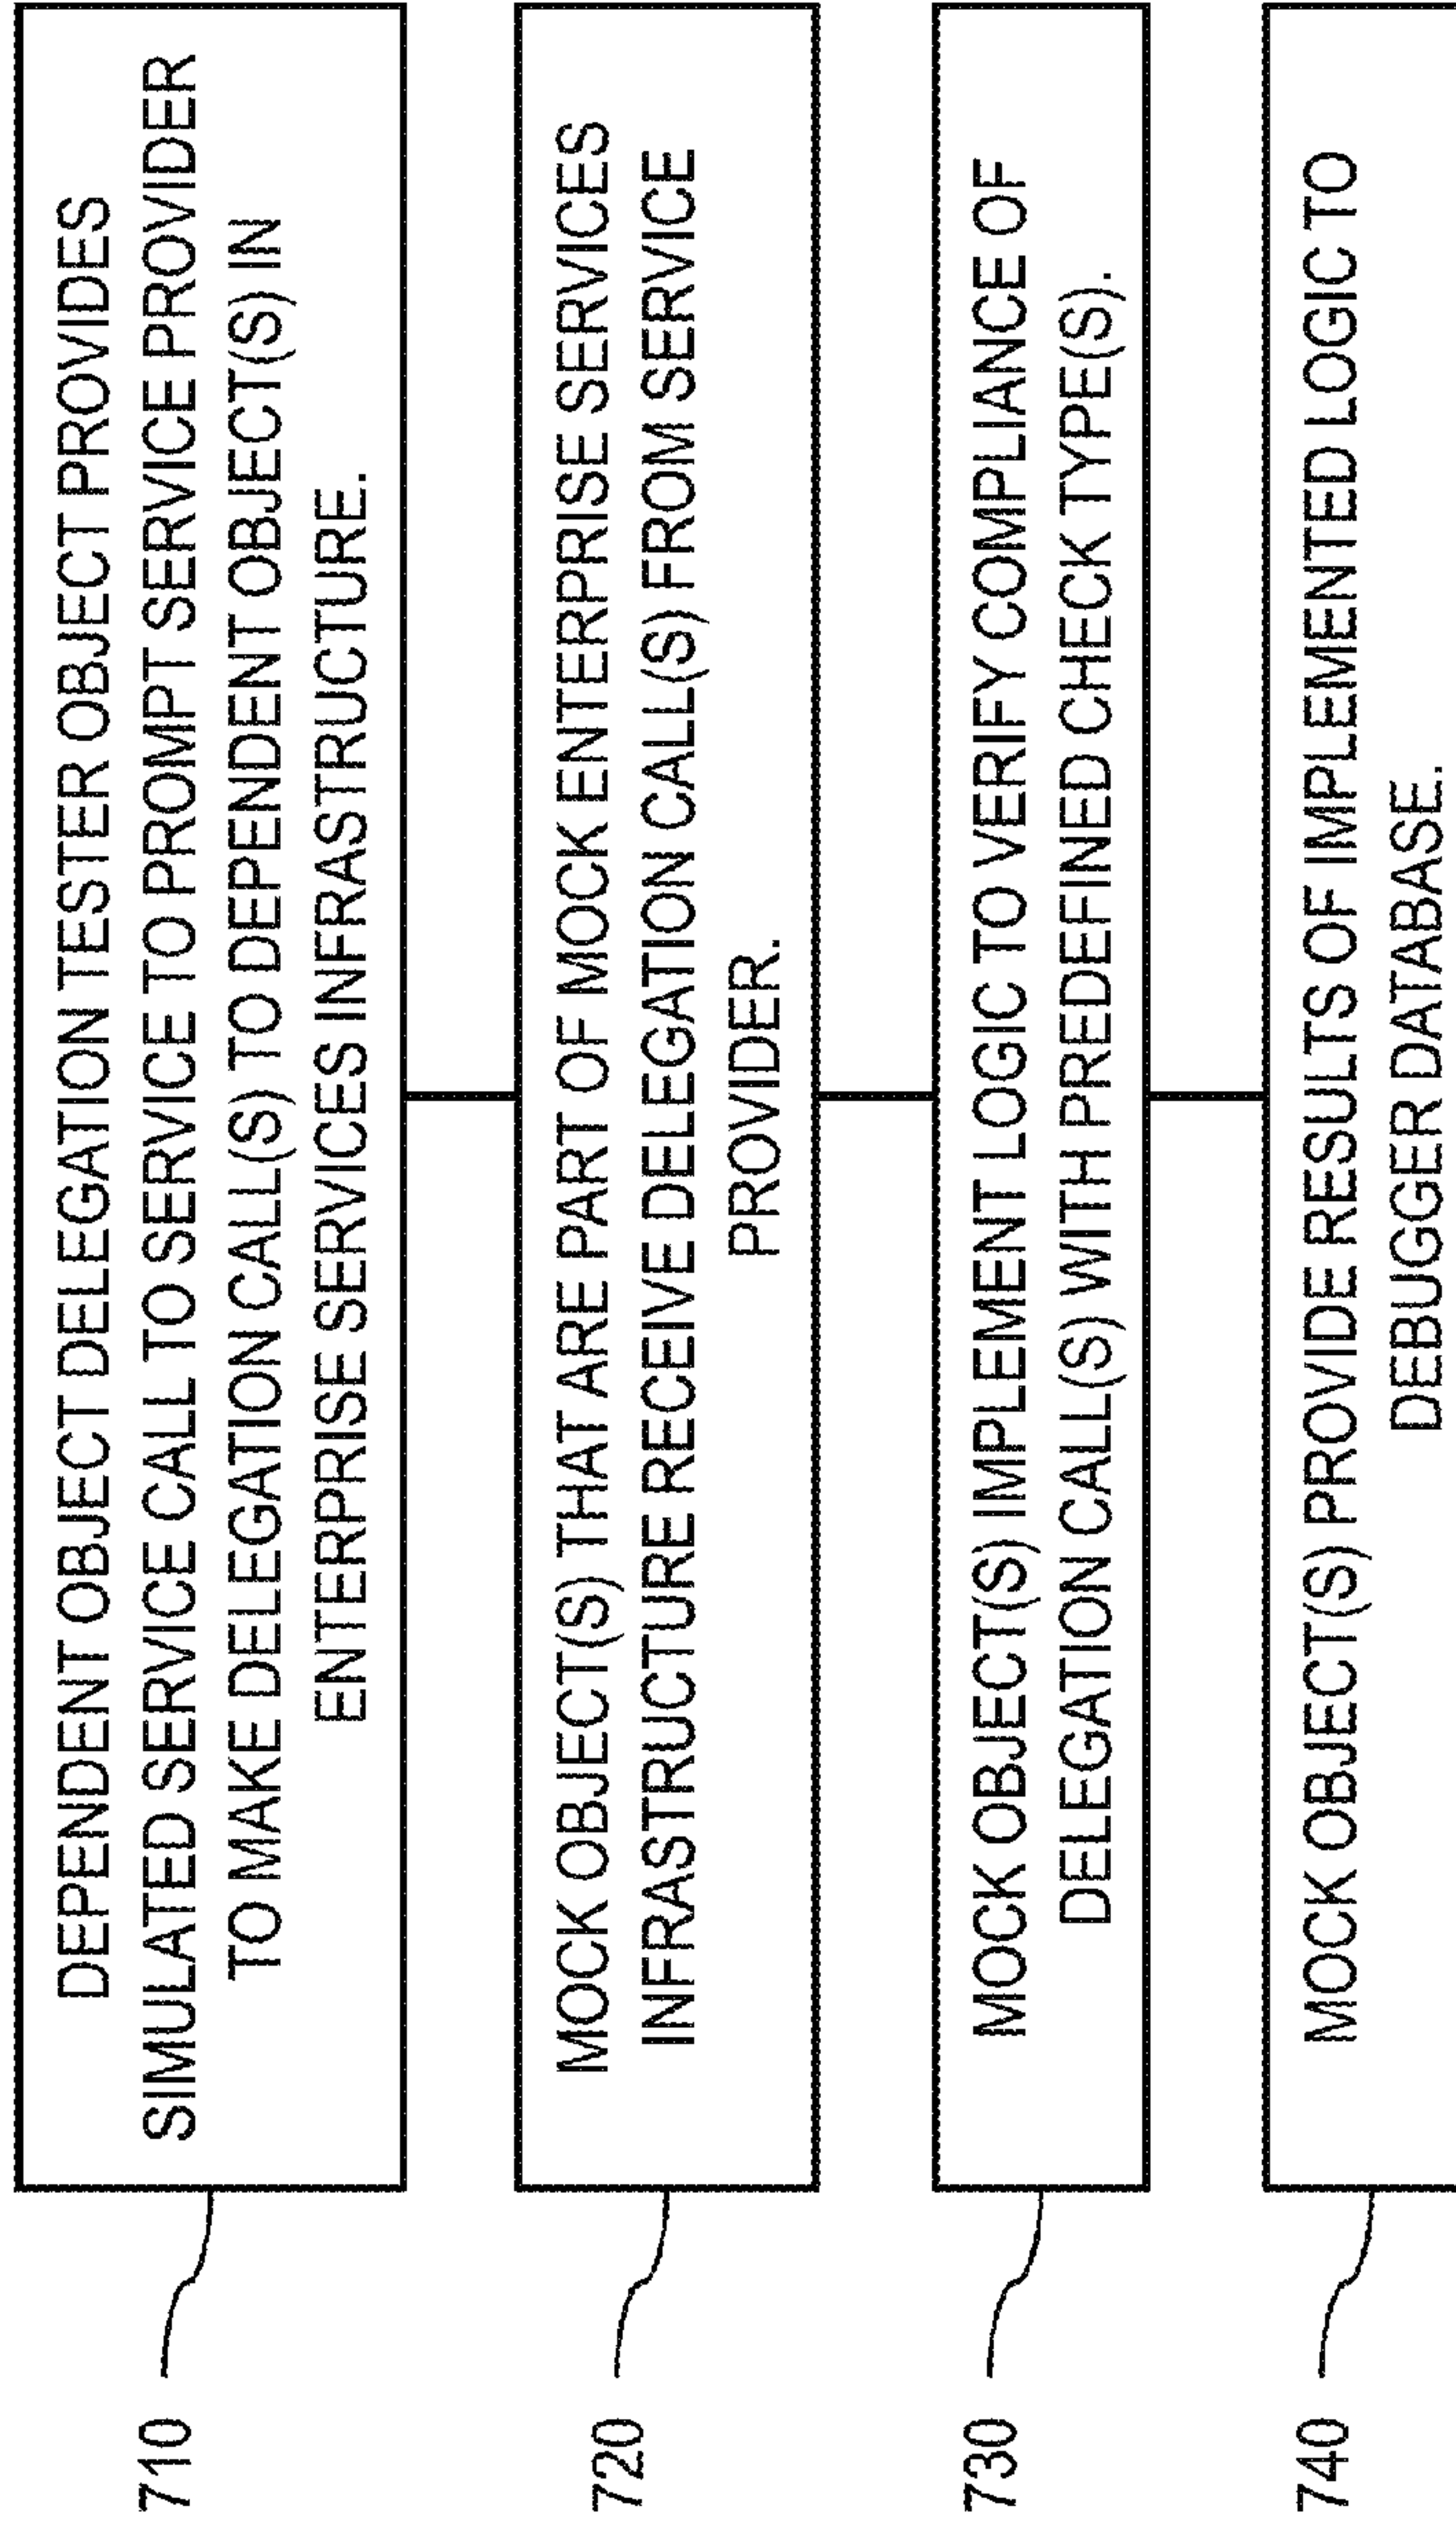 710
DEPENDENT OBJECT DELEGATION TESTER OBJECT PROVIDES
SIMULATED SERVICE CALL TO SERVICE TO PROMPT SERVICE PROVIDER
TO MAKE DELEGATION CALL(S) TO DEPENDENT OBJECT(S) IN
ENTERPRISE SERVICES INFRASTRUCTURE.
720
MOCK OBJECT(S) THAT ARE PART OF MOCK ENTERPRISE SERVICES
INFRASTRUCTURE RECEIVE DELEGATION CALL(S) FROM SERVICE
PROVIDER.
730
MOCK OBJECT(S) IMPLEMENT LOGIC TO VERIFY COMPLIANCE OF
DELEGATION CALL(S) WITH PREDEFINED CHECK TYPE(S).
740
MOCK OBJECT(S) PROVIDE RESULTS OF IMPLEMENTED LOGIC TO
DEBUGGER DATABASE.